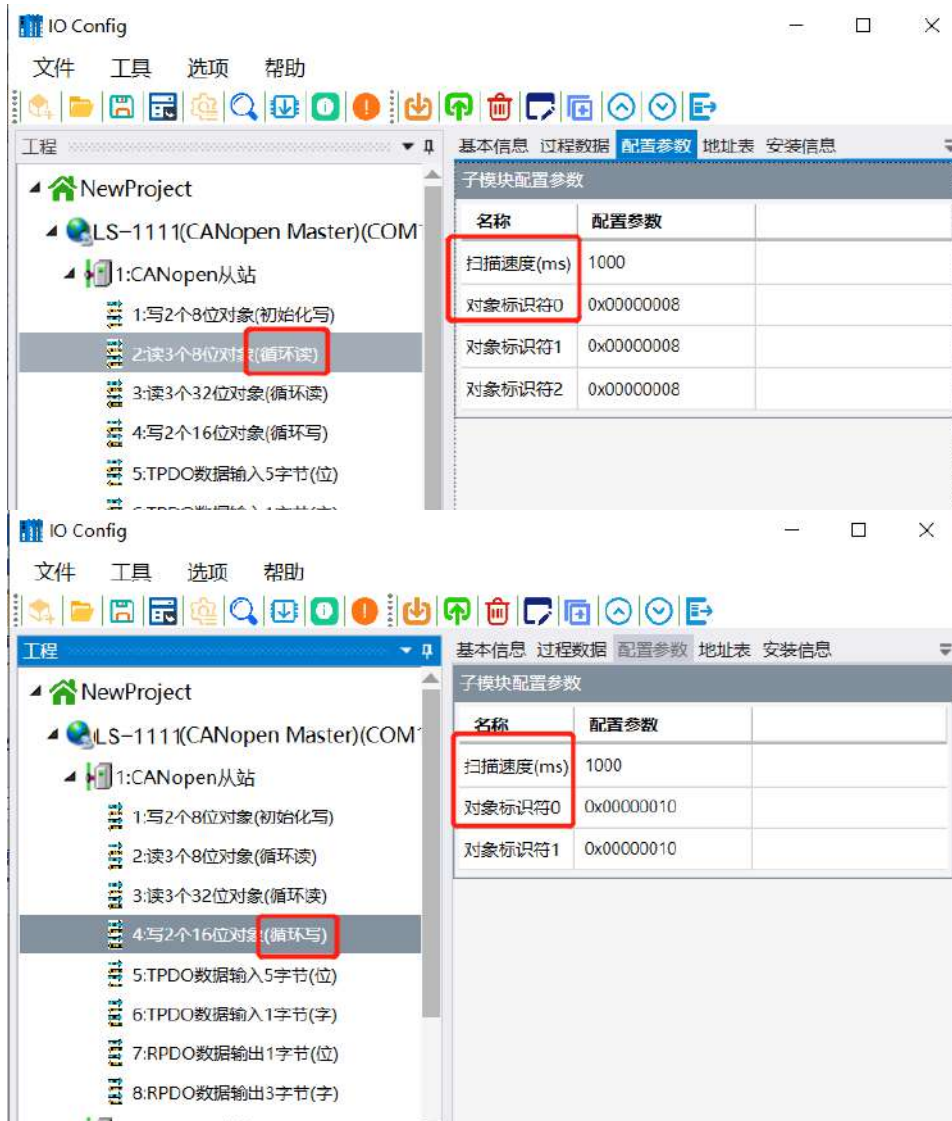 IO Config
文件 工具 选项 帮助
工程
基本信息 过程数据 配置参数 地址表 安装信息
NewProject
LS-1111(CANopen Master)(COM
1:CANopen从站
1:写2个8位对象(初始化写)
2:读3个8位对象(循环读)
3:读3个32位对象(循环读)
4:写2个16位对象(循环写)
5:TPDO数据输入5字节(位)
子模块配置参数
名称 配置参数
扫描速度(ms) 1000
对象标识符0 0x00000008
对象标识符1 0x00000008
对象标识符2 0x00000008
IO Config
文件 工具 选项 帮助
工程
基本信息 过程数据 配置参数 地址表 安装信息
NewProject
LS-1111(CANopen Master)(COM
1:CANopen从站
1:写2个8位对象(初始化写)
2:读3个8位对象(循环读)
3:读3个32位对象(循环读)
4:写2个16位对象(循环写)
5:TPDO数据输入5字节(位)
6:TPDO数据输入1字节(字)
7:RPDO数据输出1字节(位)
8:RPDO数据输出3字节(字)
子模块配置参数
名称 配置参数
扫描速度(ms) 1000
对象标识符0 0x00000010
对象标识符1 0x00000010